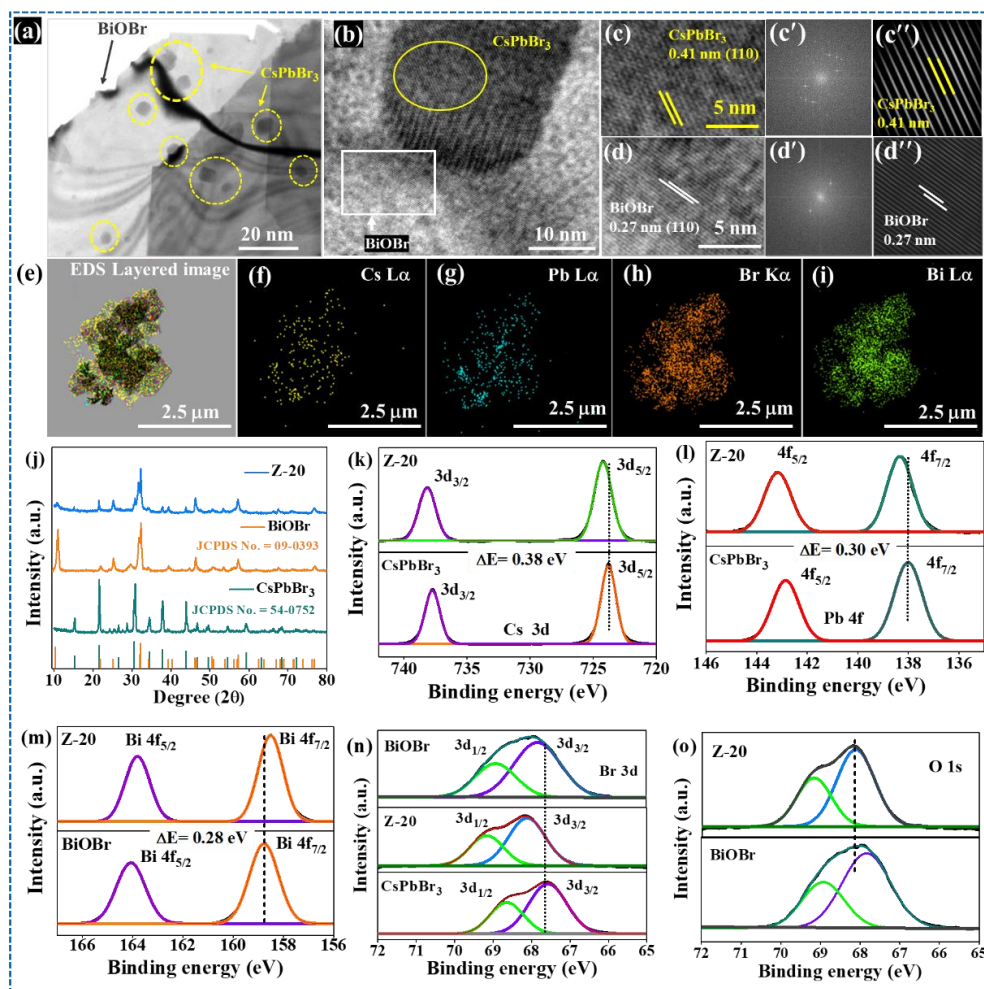 (a)
BiOBr
CsPbBr3
20 nm
(b)
CsPbBr3
BiOBr
10 nm
(c)
CsPbBr3
0.41 nm (110)
5 nm
(c′)
(c′′)
CsPbBr3
0.41 nm
(d)
BiOBr
0.27 nm (110)
5 nm
(d′)
(d′′)
BiOBr
0.27 nm
(e) EDS Layered image
2.5 μm
(f) Cs Lα
2.5 μm
(g) Pb Lα
2.5 μm
(h) Br Kα
2.5 μm
(i) Bi Lα
2.5 μm
(j)
Z-20
BiOBr
JCPDS No. = 09-0393
CsPbBr3
JCPDS No. = 54-0752
Intensity (a.u.)
10 20 30 40 50 60 70 80
Degree (2θ)
(k) Z-20
3d3/2
3d5/2
ΔE= 0.38 eV
CsPbBr3
3d3/2
3d5/2
Cs 3d
Intensity (a.u.)
740 735 730 725 720
Binding energy (eV)
(l)
Z-20
4f5/2
4f7/2
ΔE= 0.30 eV
CsPbBr3
4f5/2
4f7/2
Pb 4f
Intensity (a.u.)
146 144 142 140 138 136
Binding energy (eV)
(m)
Z-20
Bi 4f5/2
Bi 4f7/2
ΔE= 0.28 eV
BiOBr
Bi 4f5/2
Bi 4f7/2
Intensity (a.u.)
166 164 162 160 158 156
Binding energy (eV)
(n)
BiOBr
3d1/2
3d3/2
Br 3d
Z-20
3d1/2
3d3/2
CsPbBr3
3d1/2
3d3/2
Intensity (a.u.)
72 71 70 69 68 67 66 65
Binding energy (eV)
(o)
Z-20
O 1s
BiOBr
Intensity (a.u.)
72 71 70 69 68 67 66 65
Binding energy (eV)